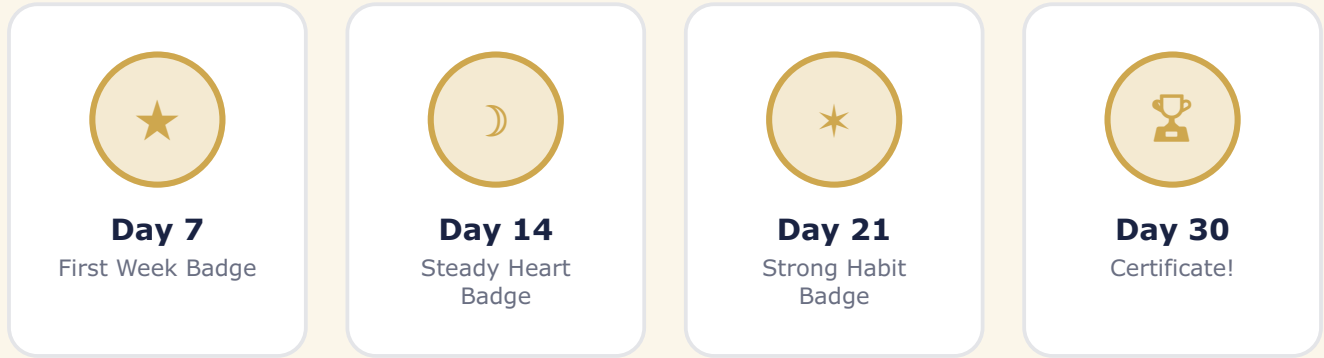 Day 7
First Week Badge
Day 14
Steady Heart
Badge
Day 21
Strong Habit
Badge
Day 30
Certificate!